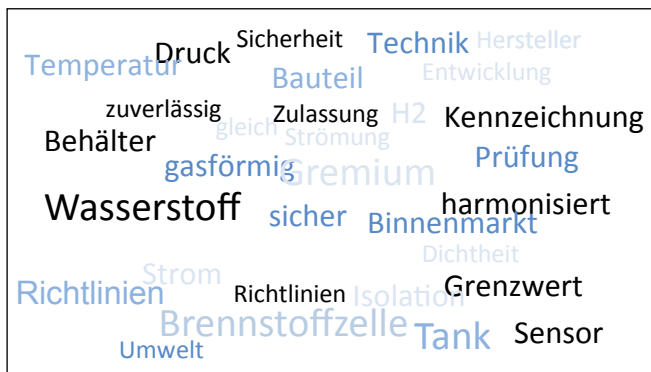 Sicherheit
Druck
Technik
Hersteller
Temperatur
Bauteil
Entwicklung
zuverlässig
Zulassung
H2
Kennzeichnung
gleich
Strömung
Behälter
gasförmig
Gremium
Prüfung
Wasserstoff
sicher
Binnenmarkt
harmonisiert
Dichtheit
Strom
Richtlinien
Richtlinien
Isolation
Grenzwert
Brennstoffzelle
Tank
Sensor
Umwelt